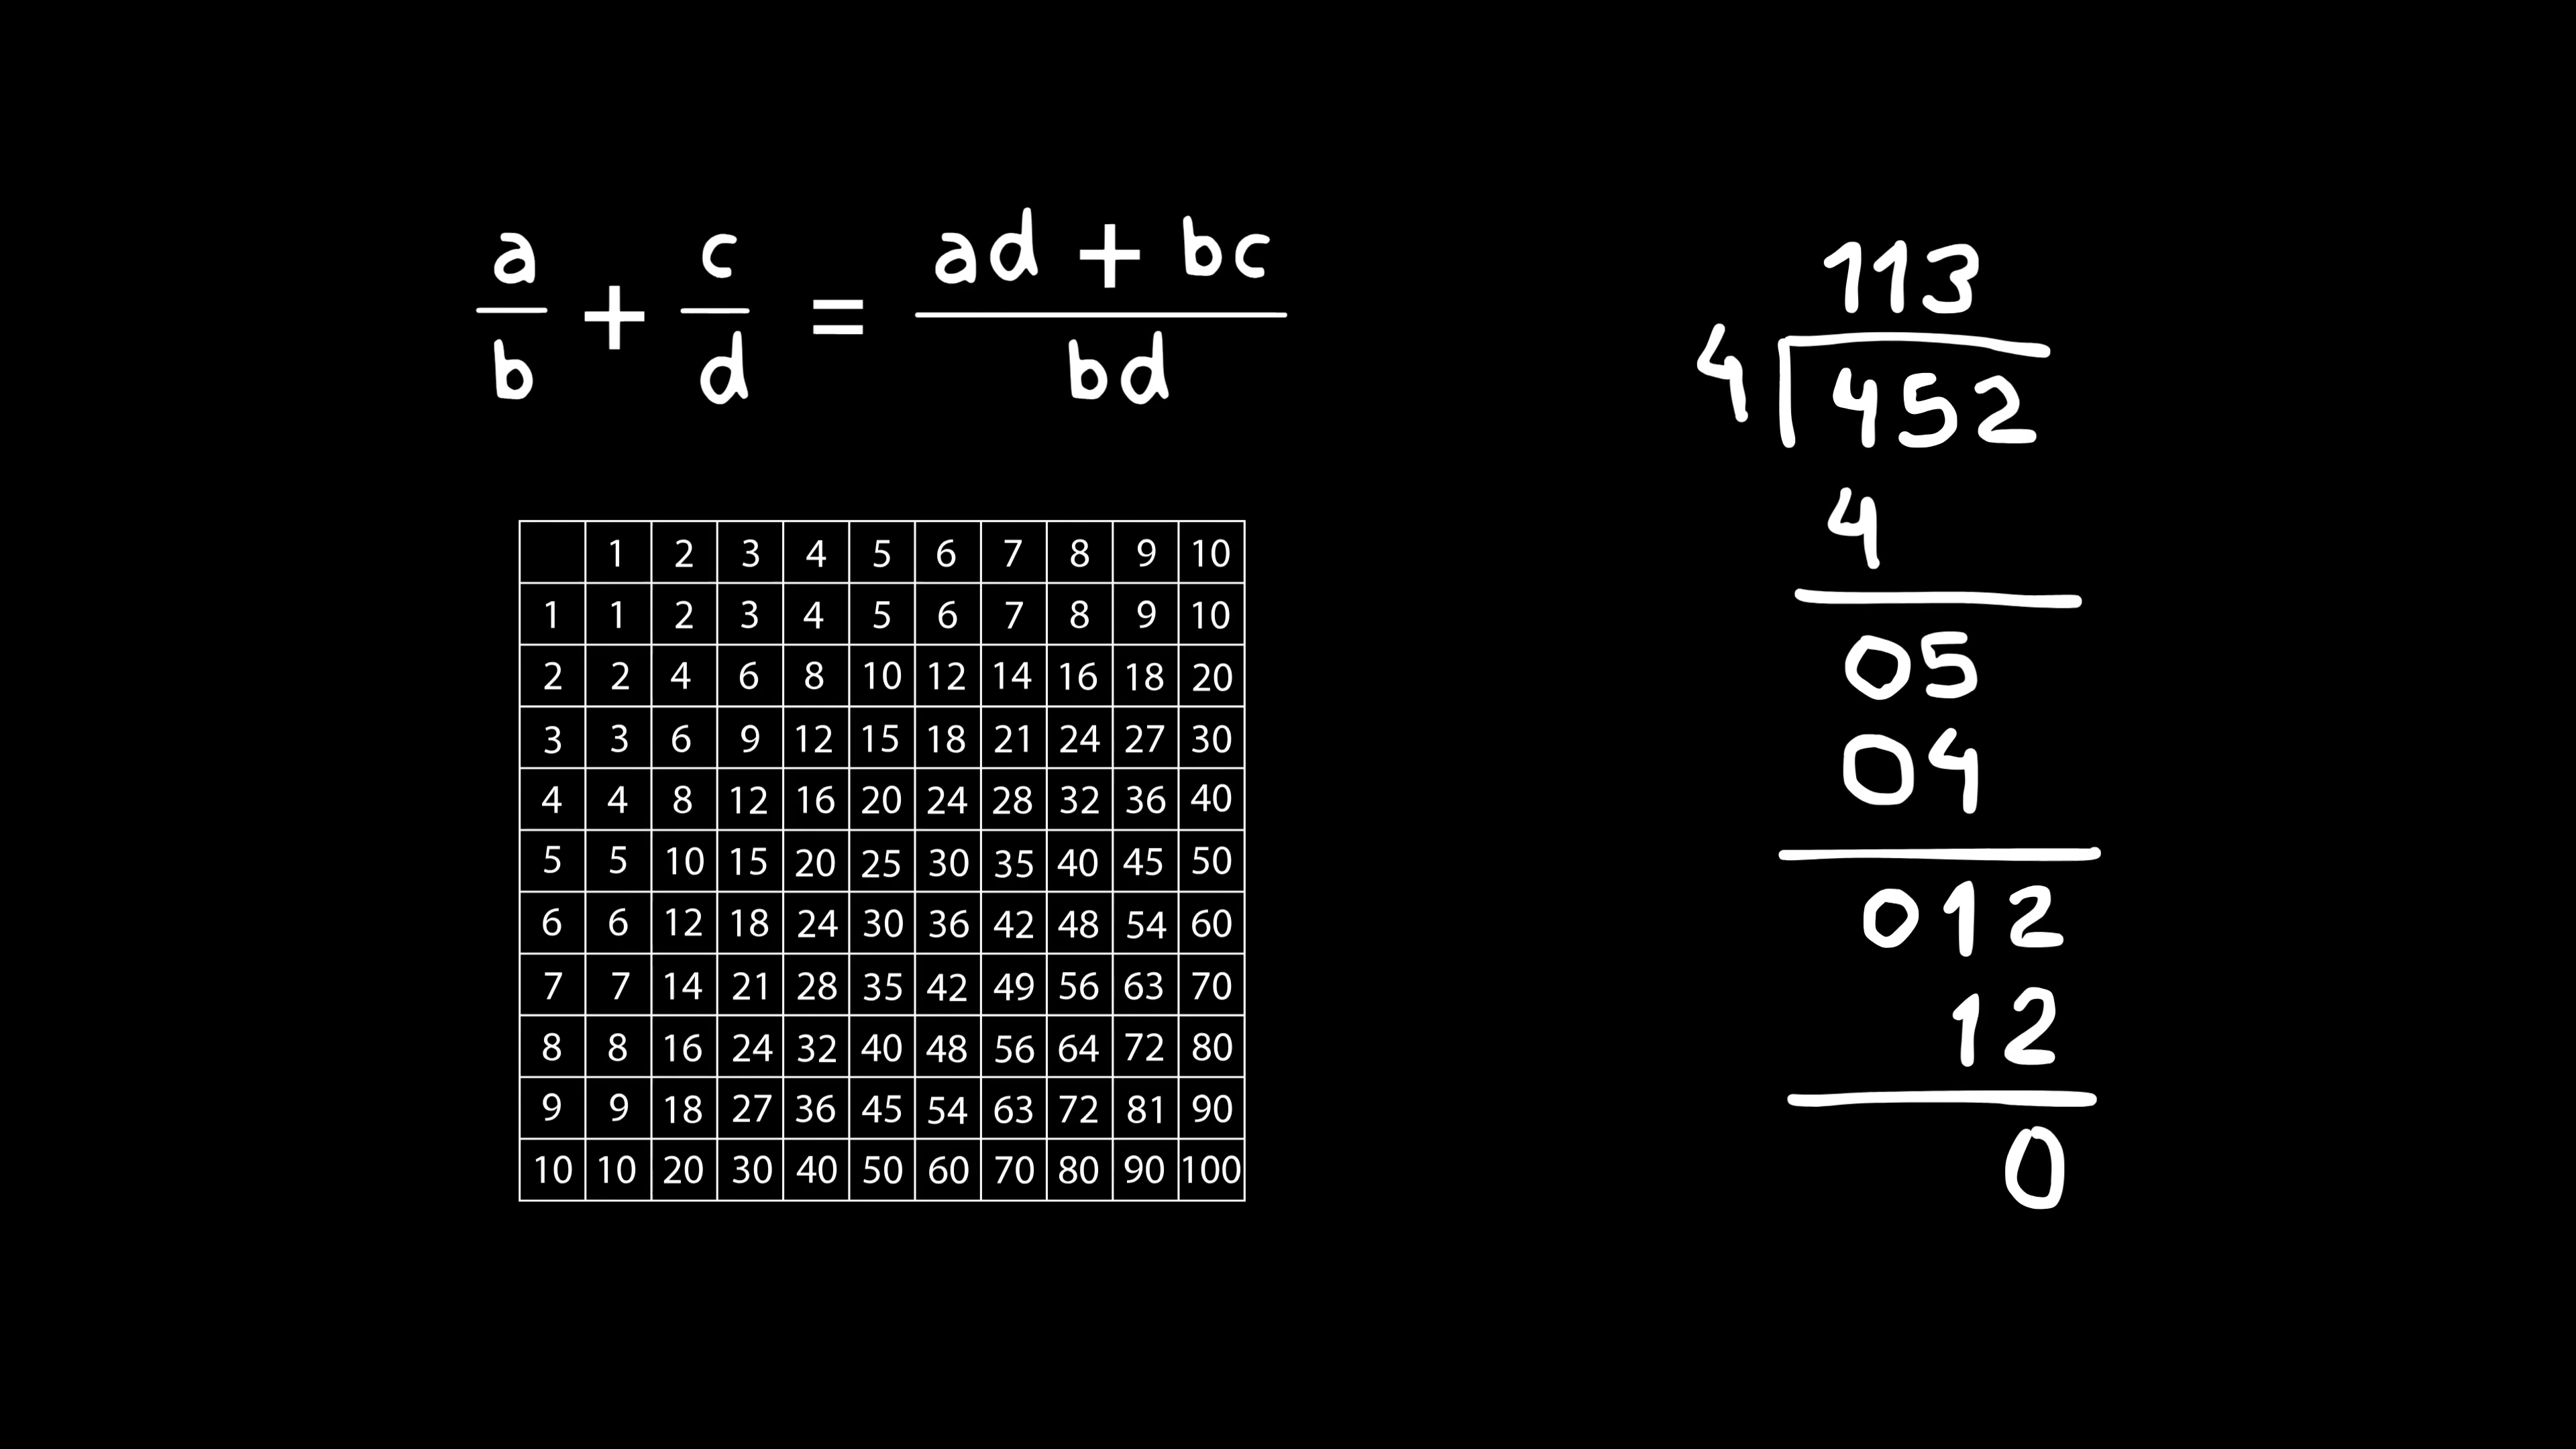 a/b + c/d = ad + bc/bd
1 2 3 4 5 6 7 8 9 10
1 1 2 3 4 5 6 7 8 9 10
2 2 4 6 8 10 12 14 16 18 20
3 3 6 9 12 15 18 21 24 27 30
4 4 8 12 16 20 24 28 32 36 40
5 5 10 15 20 25 30 35 40 45 50
6 6 12 18 24 30 36 42 48 54 60
7 7 14 21 28 35 42 49 56 63 70
8 8 16 24 32 40 48 56 64 72 80
9 9 18 27 36 45 54 63 72 81 90
10 10 20 30 40 50 60 70 80 90 100
113
4 452
4
05
04
012
12
0